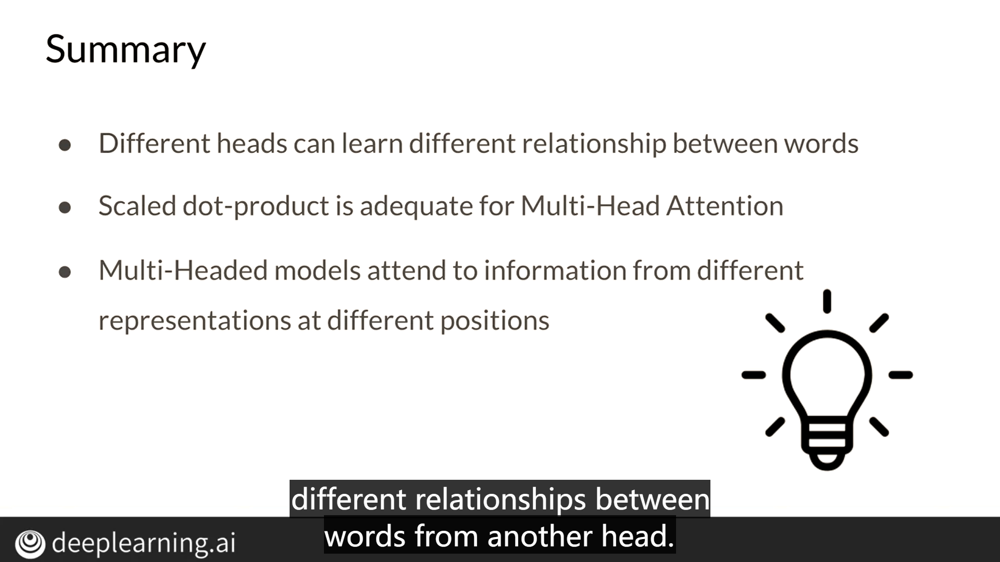 Summary
● Different heads can learn different relationship between words
● Scaled dot-product is adequate for Multi-Head Attention
● Multi-Headed models attend to information from different
representations at different positions
different relationships between
words from another head.
deeplearning.ai